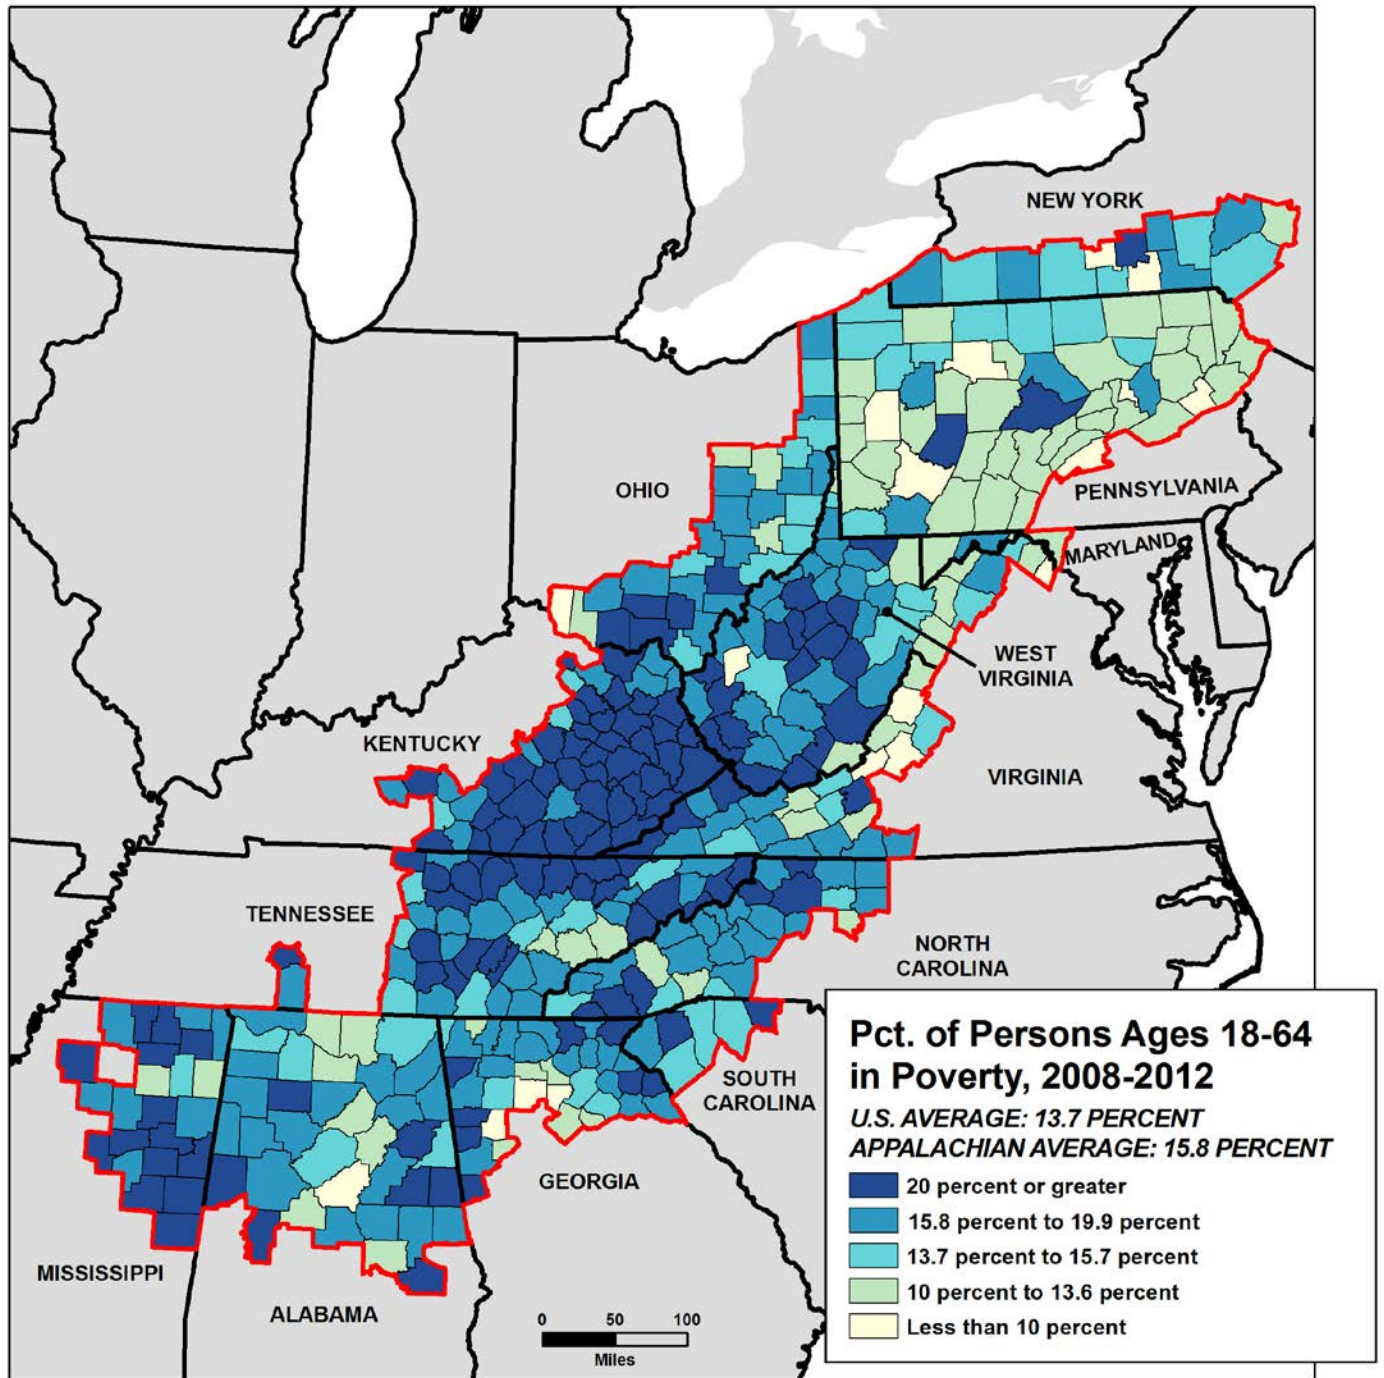 NEW YORK
OHIO
PENNSYLVANIA
MARYLAND
WEST
VIRGINIA
KENTUCKY
VIRGINIA
TENNESSEE
NORTH
CAROLINA
SOUTH
CAROLINA
GEORGIA
MISSISSIPPI
ALABAMA
0 50 100
Miles
Pct. of Persons Ages 18-64
in Poverty, 2008-2012
U.S. AVERAGE: 13.7 PERCENT
APPALACHIAN AVERAGE: 15.8 PERCENT
20 percent or greater
15.8 percent to 19.9 percent
13.7 percent to 15.7 percent
10 percent to 13.6 percent
Less than 10 percent